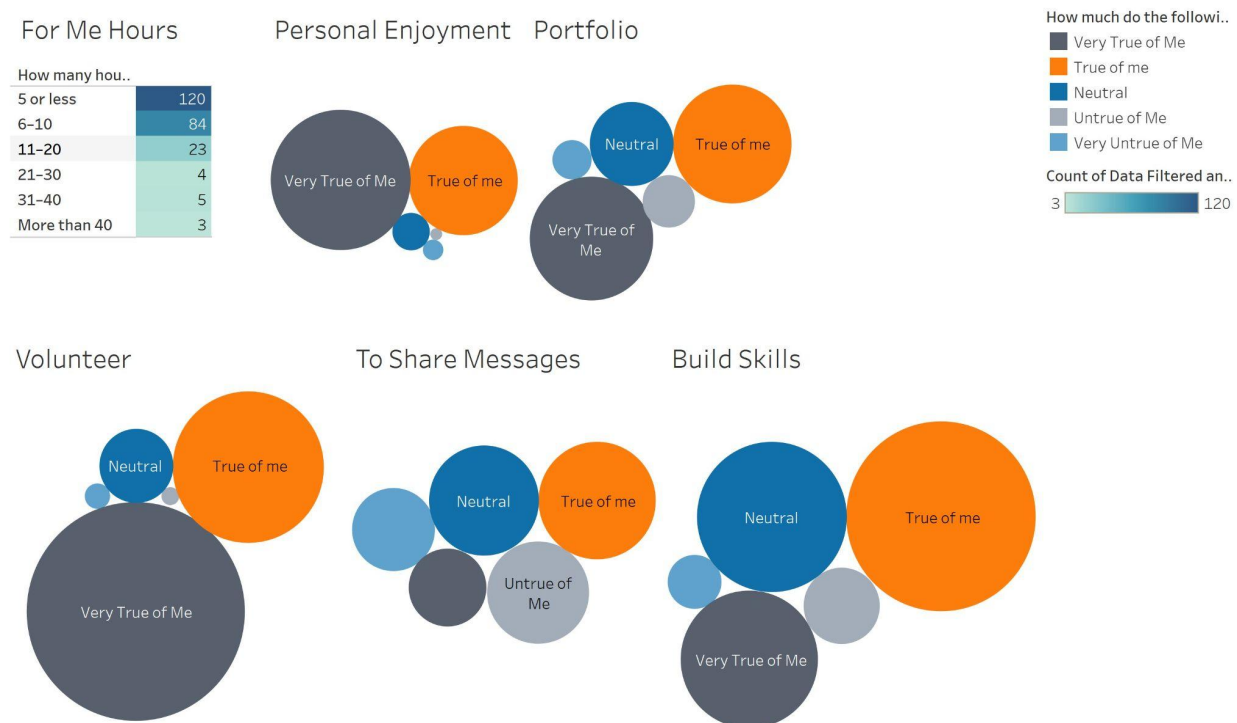 For Me Hours
How many hou..
5 or less 120
6–10 84
11–20 23
21–30 4
31–40 5
More than 40 3
Personal Enjoyment
Very True of Me
True of me
Portfolio
Neutral
True of me
Very True of
Me
How much do the followi..
Very True of Me
True of me
Neutral
Untrue of Me
Very Untrue of Me
Count of Data Filtered an..
3 120
Volunteer
Neutral
True of me
Very True of Me
To Share Messages
Neutral
True of me
Untrue of
Me
Build Skills
Neutral
True of me
Very True of Me